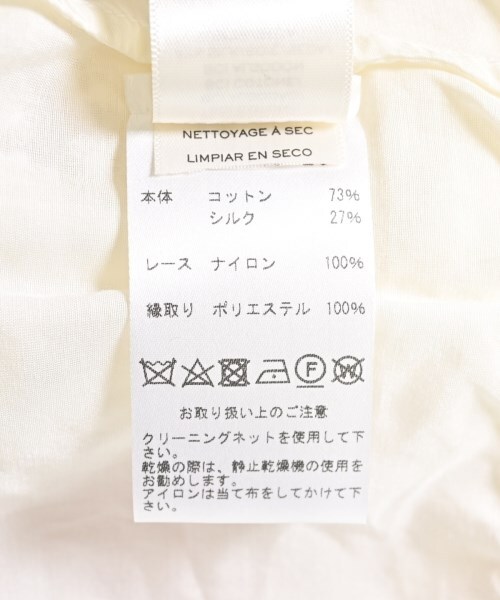 NETTOYAGE À SEC
LIMPIAR EN SECO
本体 コットン 73%
シルク 27%
レース ナイロン 100%
縁取り ポリエステル 100%
F W
お取り扱い上のご注意
クリーニングネットを使用して下
さい。
乾燥の際は、静止乾燥機の使用を
お勧めします。
アイロンは当て布をしてかけて下
さい。